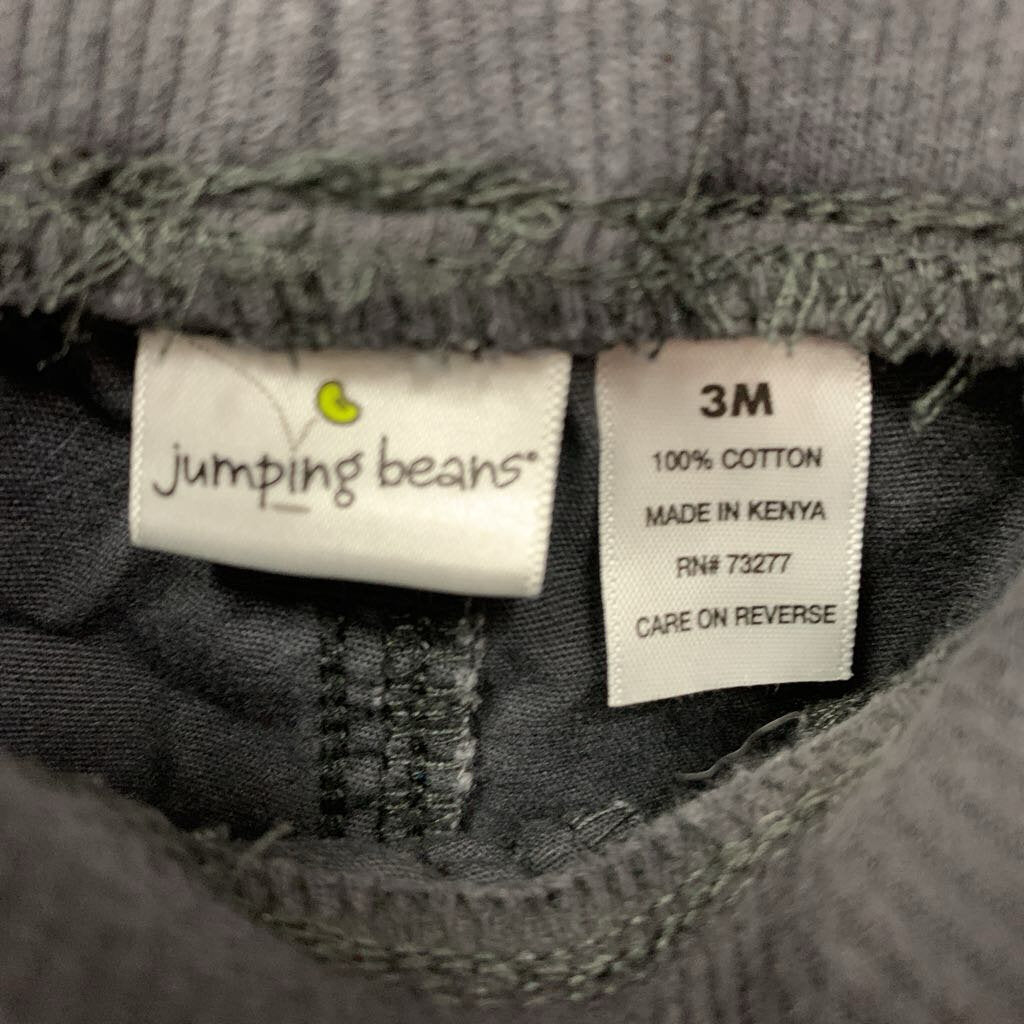 jumping beans®
3M
100% COTTON
MADE IN KENYA
RN# 73277
CARE ON REVERSE